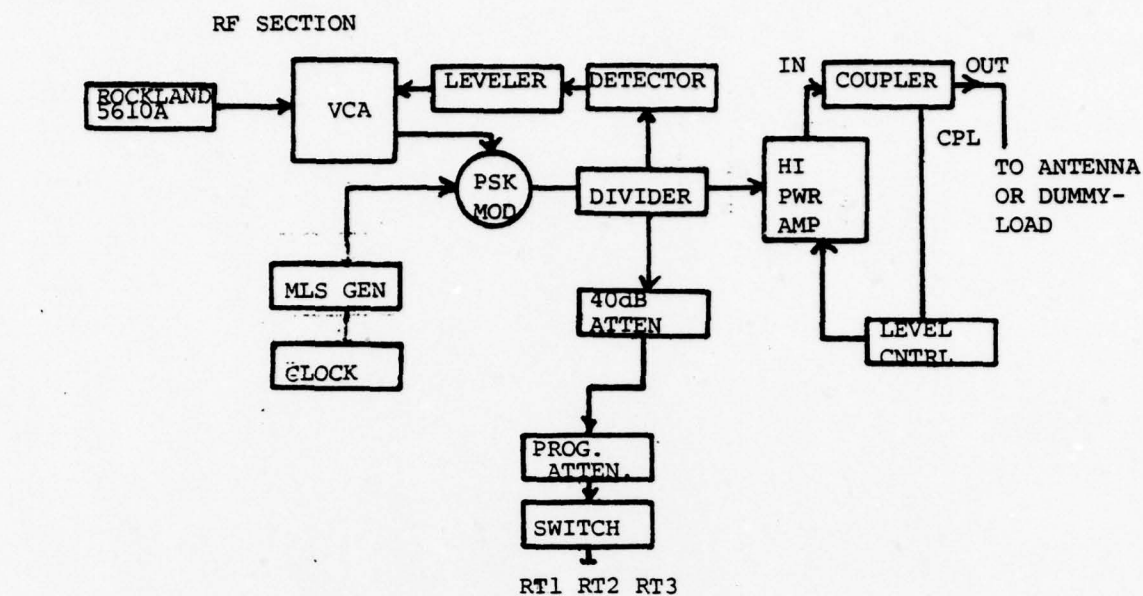 RF SECTION
ROCKLAND
5610A
VCA
LEVELER
DETECTOR
IN
COUPLER
OUT
CPL
TO ANTENNA
OR DUMMY-
LOAD
PSK
MOD
DIVIDER
HI
PWR
AMP
MLS GEN
40dB
ATTEN
LEVEL
CNTRL
CLOCK
PROG.
ATTEN.
SWITCH
RT1 RT2 RT3